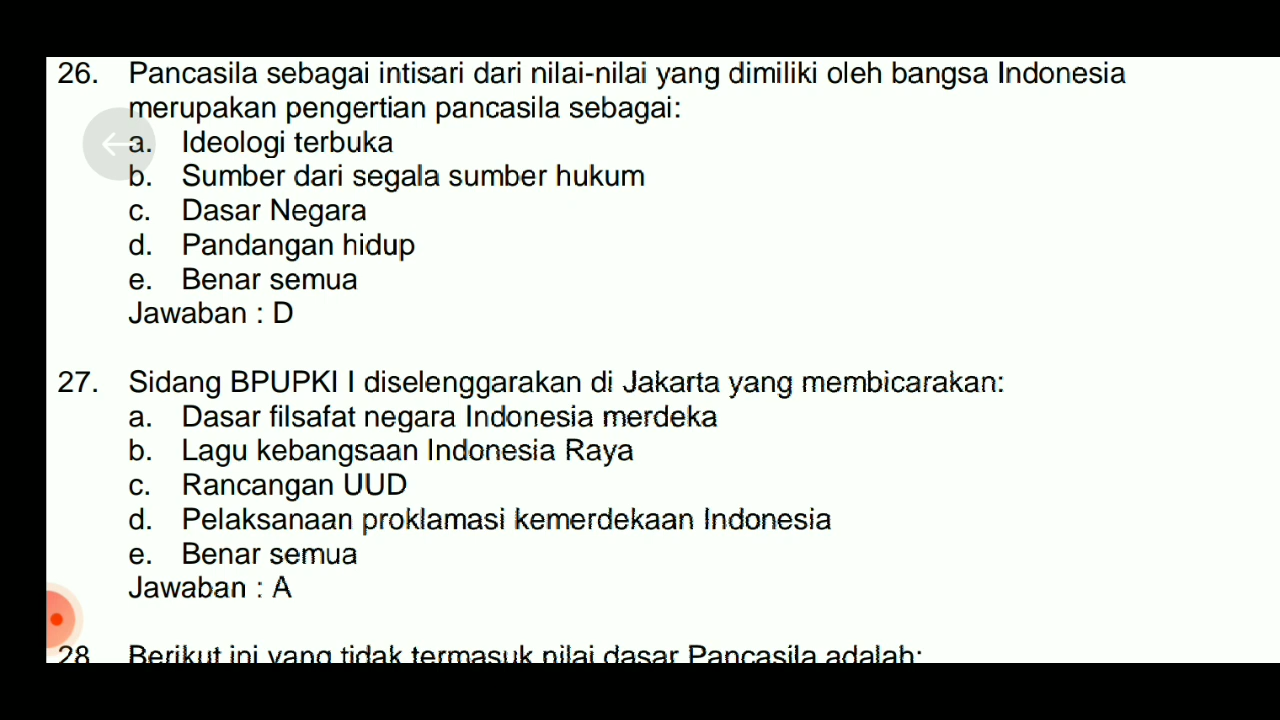 26. Pancasila sebagai intisari dari nilai-nilai yang dimiliki oleh bangsa Indonesia
merupakan pengertian pancasila sebagai:
a. Ideologi terbuka
b. Sumber dari segala sumber hukum
c. Dasar Negara
d. Pandangan hidup
e. Benar semua
Jawaban : D
27. Sidang BPUPKI I diselenggarakan di Jakarta yang membicarakan:
a. Dasar filsafat negara Indonesia merdeka
b. Lagu kebangsaan Indonesia Raya
c. Rancangan UUD
d. Pelaksanaan proklamasi kemerdekaan Indonesia
e. Benar semua
Jawaban : A
28 Berikut ini yang tidak termasuk nilai dasar Pancasila adalah: